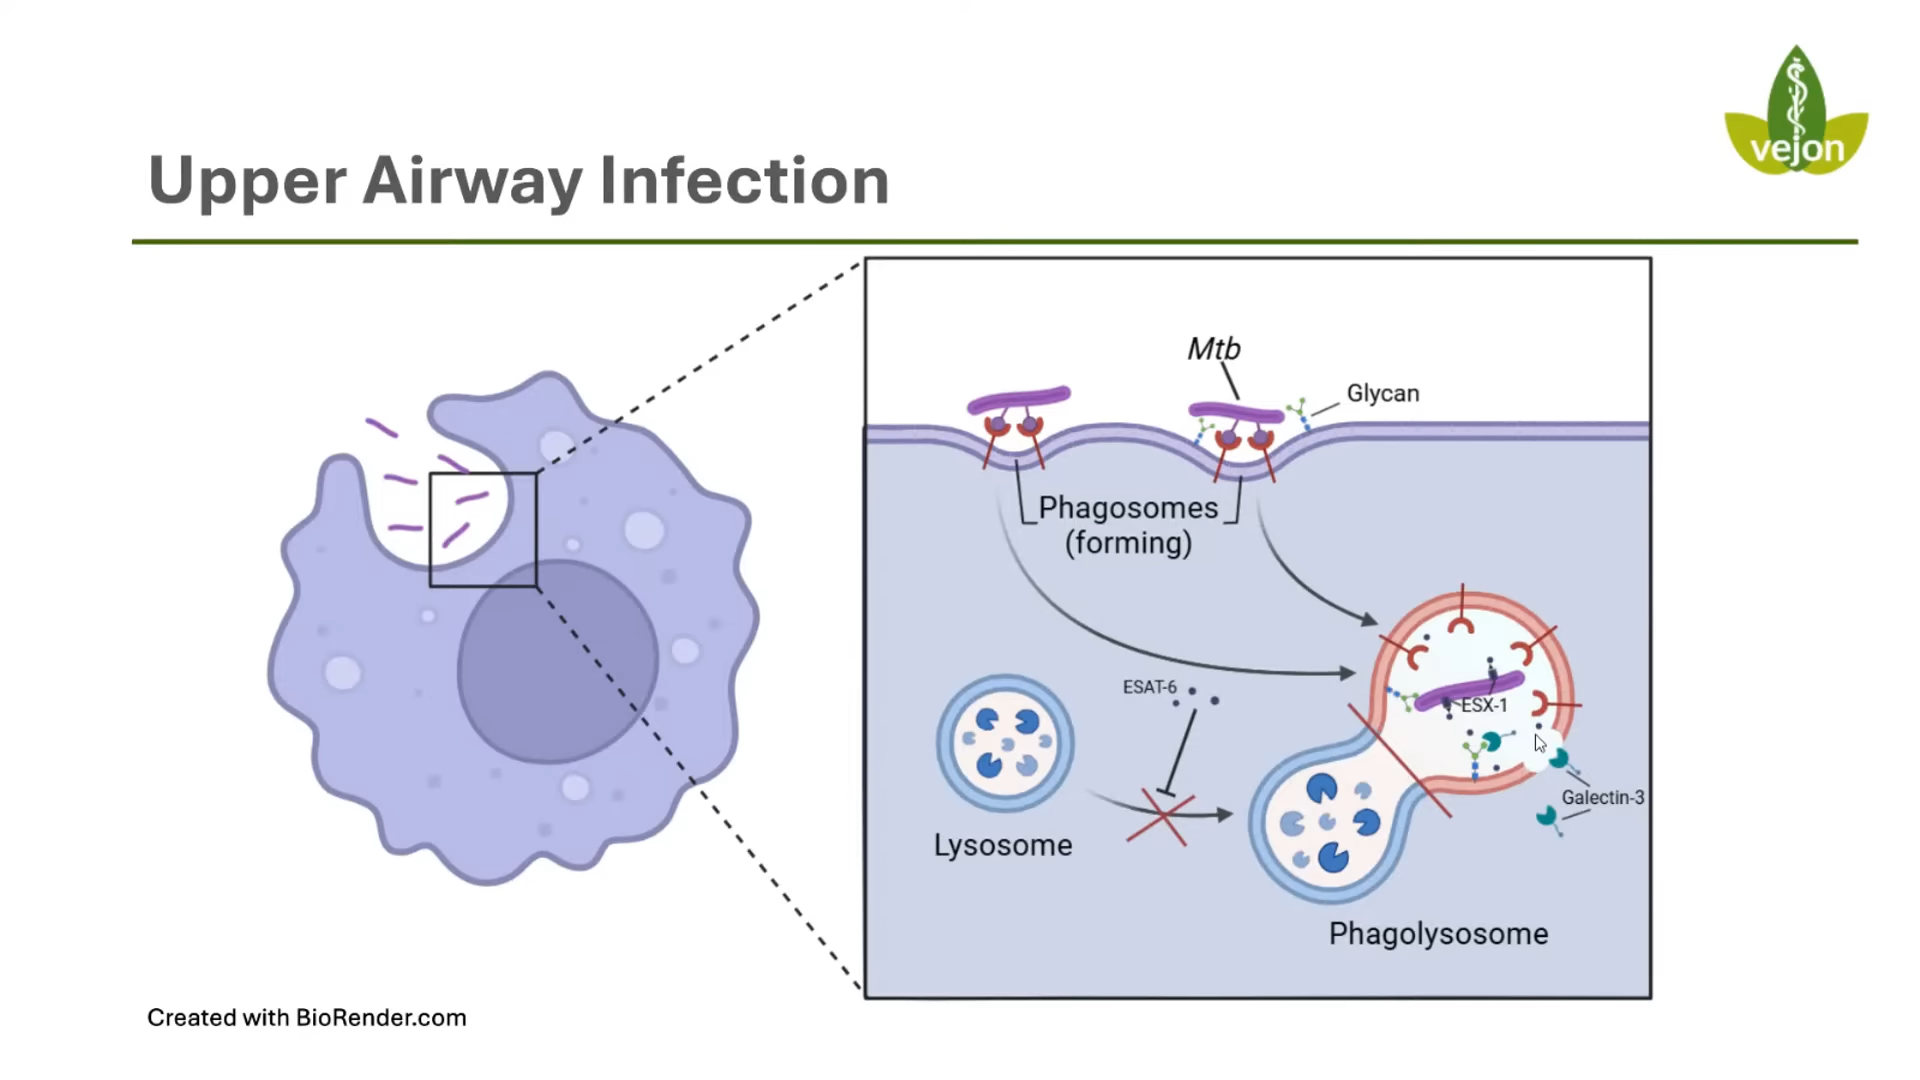 vejon
Upper Airway Infection
Mtb
Glycan
Phagosomes
(forming)
ESAT-6
ESX-1
Galectin-3
Lysosome
Phagolysosome
Created with BioRender.com